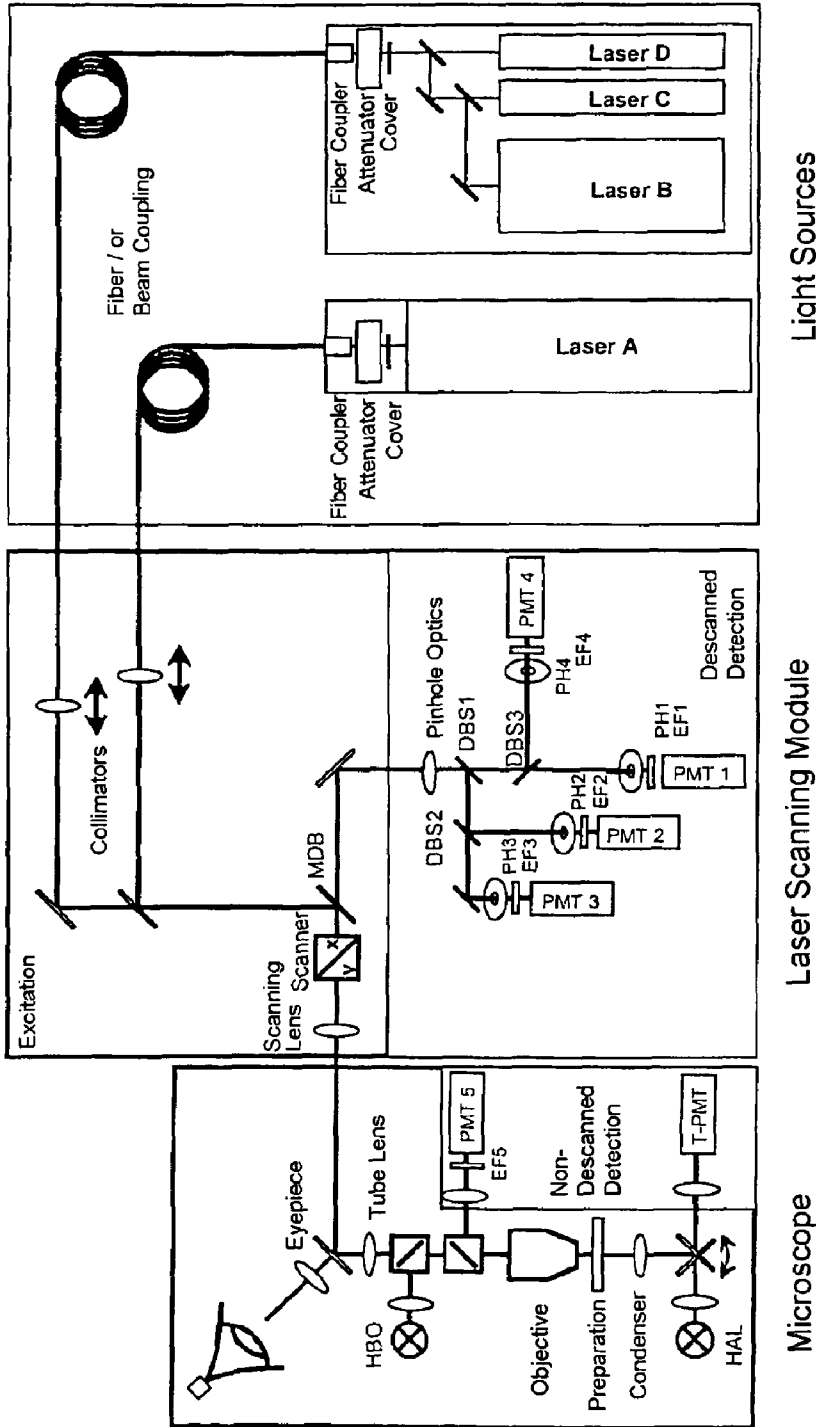 Fiber Coupler
Attenuator
Cover
Laser D
Laser C
Laser B
Fiber / or
Beam Coupling
Fiber Coupler
Attenuator
Cover
Laser A
Light Sources
Excitation
Collimators
MDB
Scanning
Lens
Scanner
x
y
Pinhole Optics
DBS1
DBS2
DBS3
PH4
EF4
PMT 4
PH1
EF1
PMT 1
PH2
EF2
PMT 2
PH3
EF3
PMT 3
Descanned
Detection
Laser Scanning Module
Eyepiece
Tube Lens
HBO
EF5
PMT 5
Non-
Descanned
Detection
Objective
Preparation
Condenser
HAL
T-PMT
Microscope